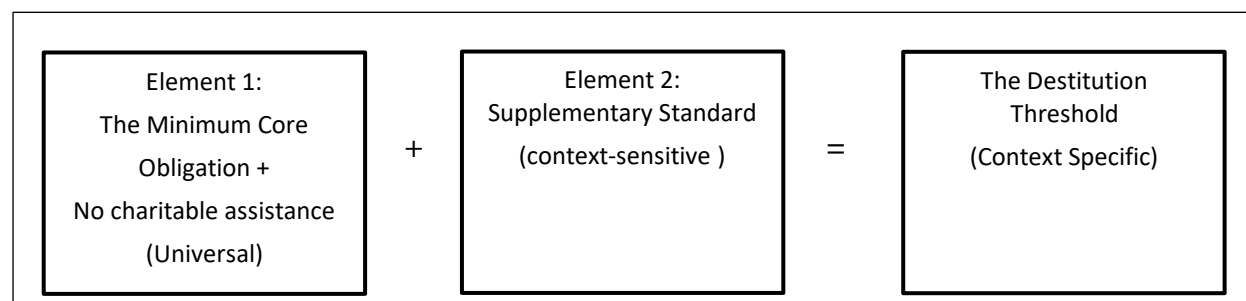 Element 1:
The Minimum Core
Obligation +
No charitable assistance
(Universal)
+
Element 2:
Supplementary Standard
(context-sensitive )
=
The Destitution
Threshold
(Context Specific)